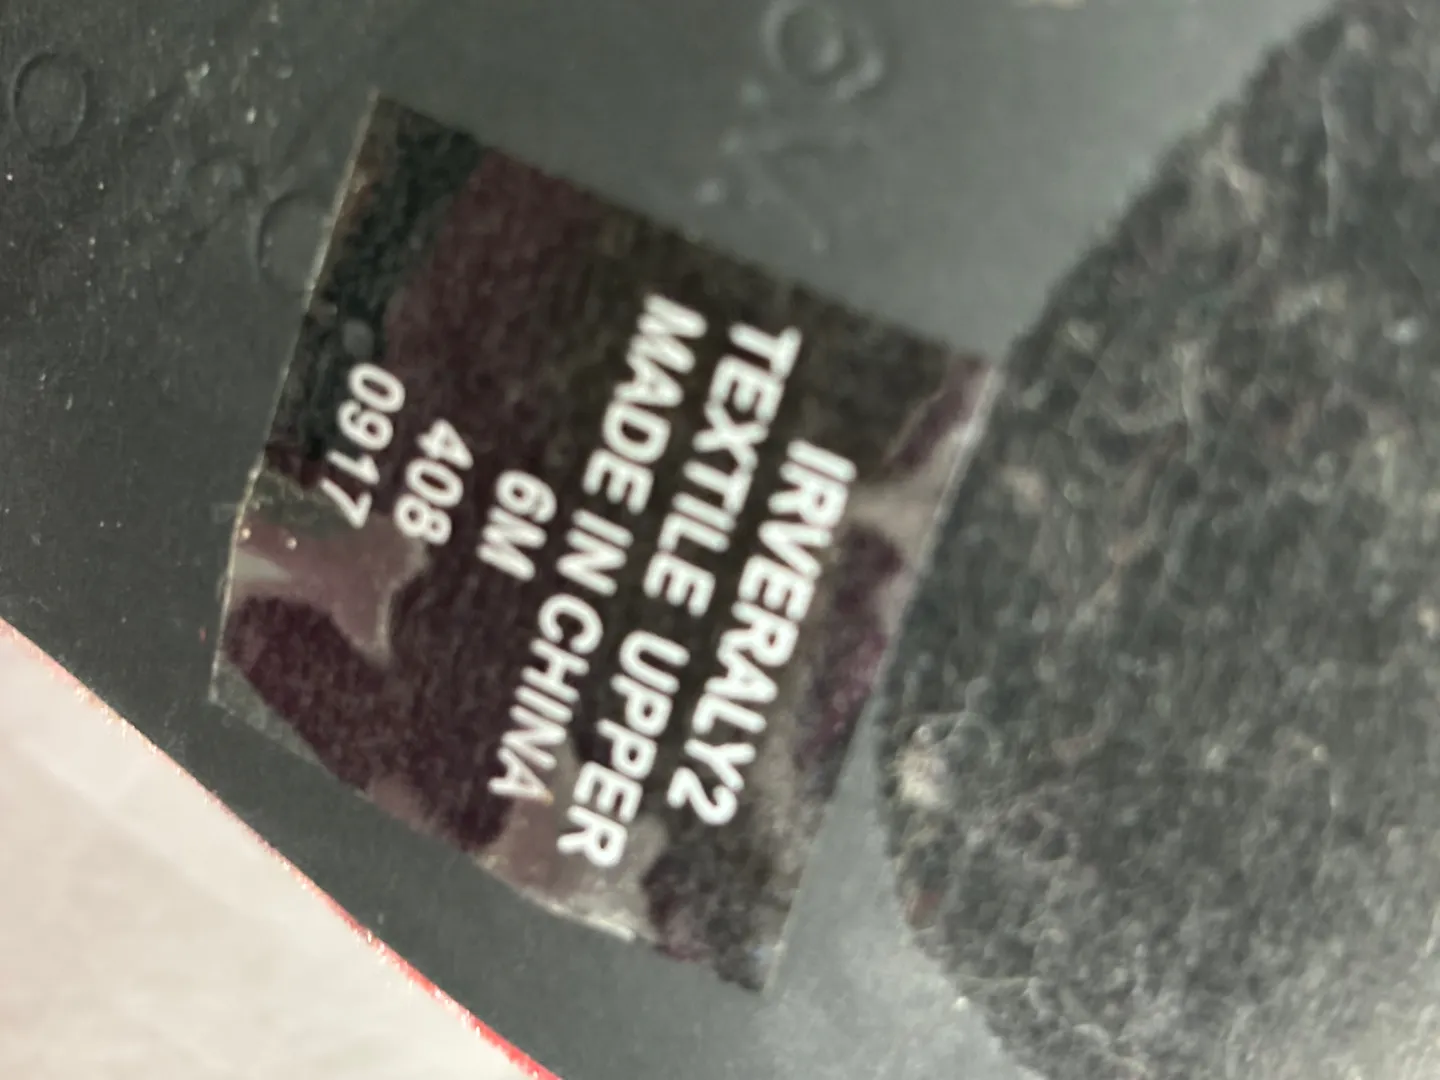 IRVERALY2
TEXTILE UPPER
MADE IN CHINA
6M
408
0917